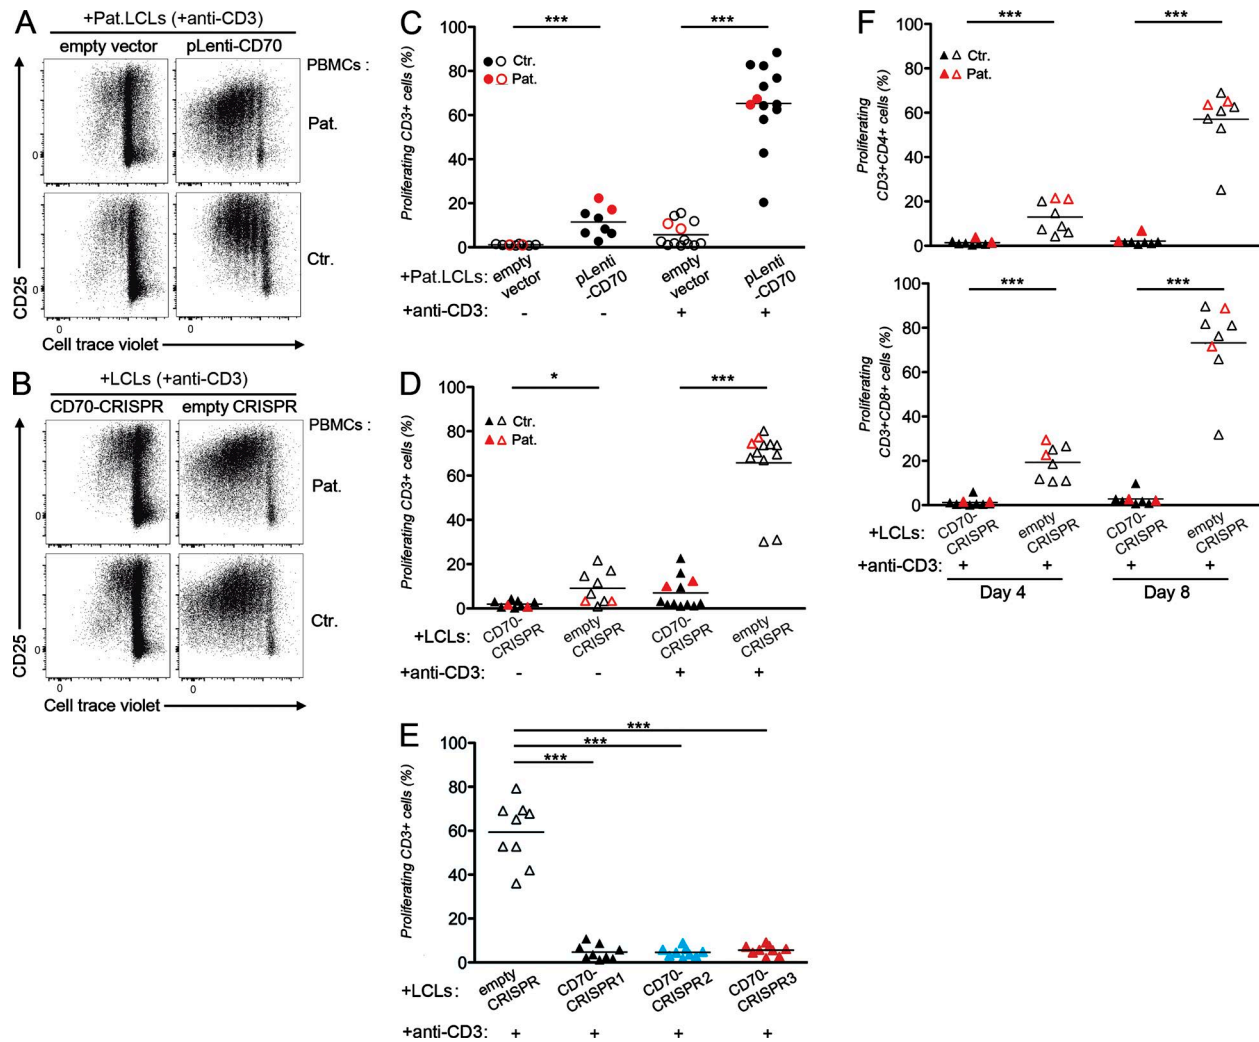 A
+Pat.LCLs (+anti-CD3)
empty vector pLenti-CD70
PBMCs :
Pat.
0
Ctr.
0
0 0
CD25
Cell trace violet
B
+LCLs (+anti-CD3)
CD70-CRISPR empty CRISPR
PBMCs :
Pat.
0
Ctr.
0
0 0
CD25
Cell trace violet
C
*** ***
100
80
60
40
20
0
Proliferating CD3+ cells (%)
Ctr.
Pat.
+Pat.LCLs: empty vector pLenti -CD70 empty vector pLenti -CD70
+anti-CD3: - - + +
D
* ***
100
80
60
40
20
0
Proliferating CD3+ cells (%)
Ctr.
Pat.
+LCLs: CD70-CRISPR empty CRISPR CD70-CRISPR empty CRISPR
+anti-CD3: - - + +
E
***
***
***
100
80
60
40
20
0
Proliferating CD3+ cells (%)
+LCLs: empty CRISPR CD70-CRISPR1 CD70-CRISPR2 CD70-CRISPR3
+anti-CD3: + + + +
F
*** ***
100
80
60
40
20
0
Proliferating
CD3+CD4+ cells (%)
Ctr.
Pat.
*** ***
100
80
60
40
20
0
Proliferating
CD3+CD8+ cells (%)
+LCLs: CD70-CRISPR empty CRISPR CD70-CRISPR empty CRISPR
+anti-CD3: + + + +
Day 4 Day 8